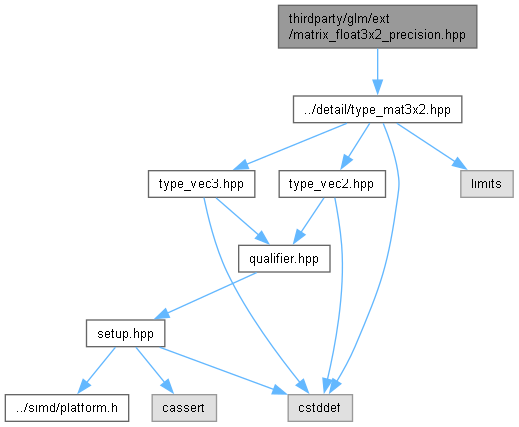 thirdparty/glm/ext
/matrix_float3x2_precision.hpp
../detail/type_mat3x2.hpp
type_vec3.hpp
type_vec2.hpp
limits
qualifier.hpp
setup.hpp
../simd/platform.h
cassert
cstddef